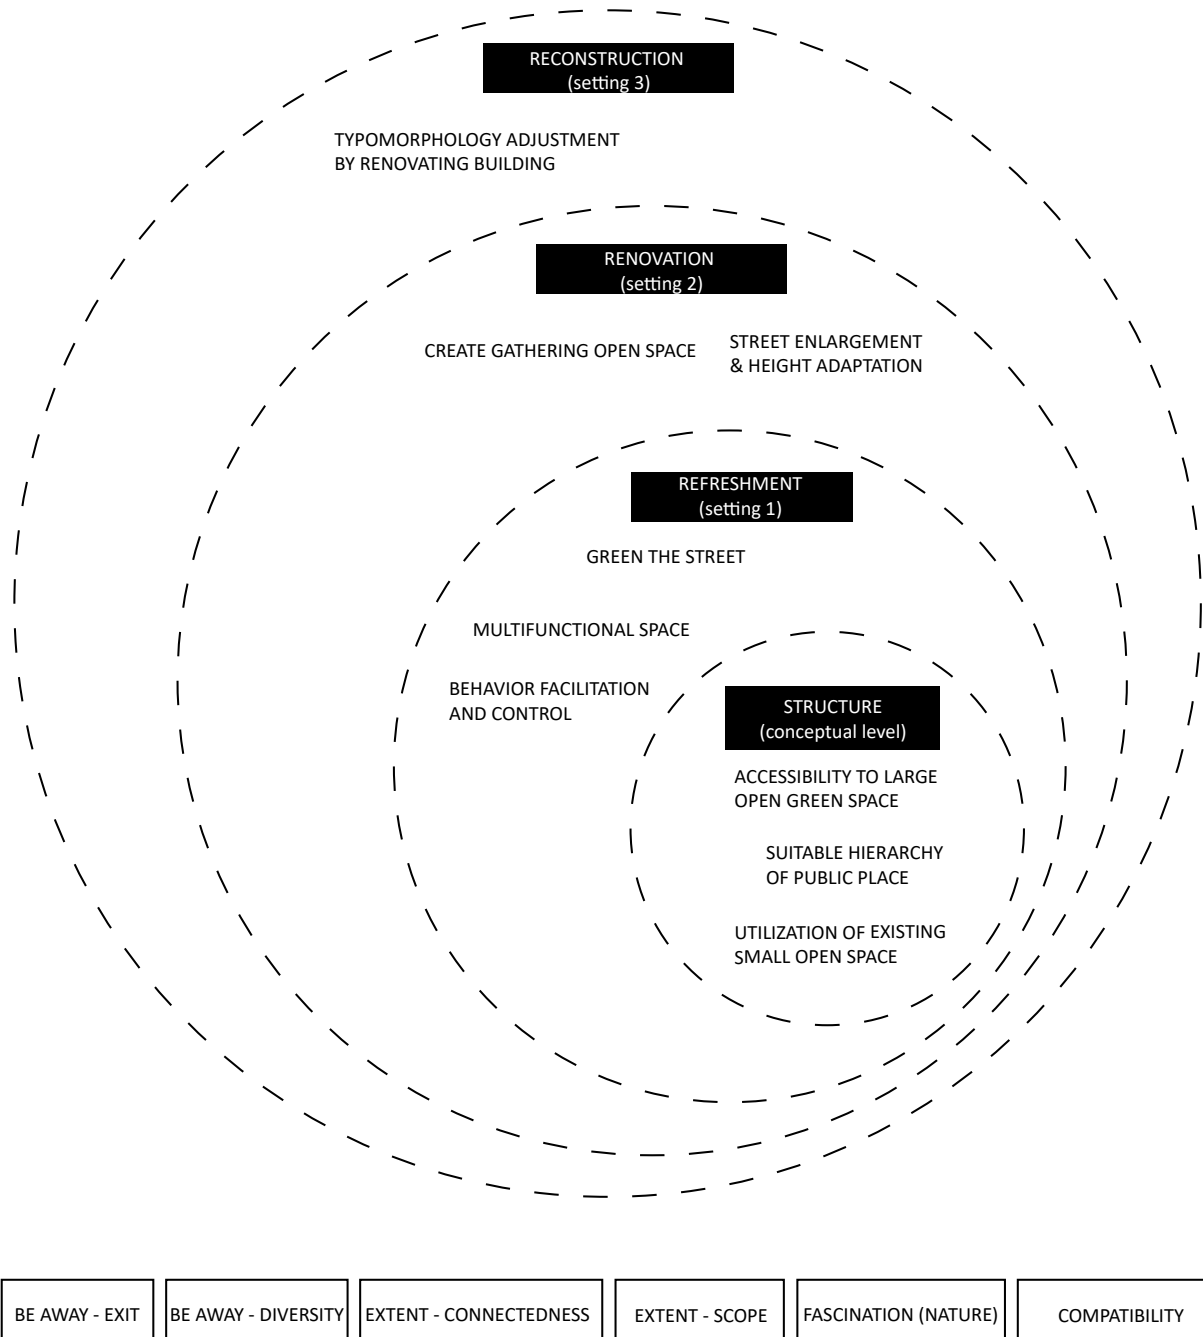 RECONSTRUCTION
(setting 3)
TYPOMORPHOLOGY ADJUSTMENT
BY RENOVATING BUILDING
RENOVATION
(setting 2)
CREATE GATHERING OPEN SPACE
STREET ENLARGEMENT
& HEIGHT ADAPTATION
REFRESHMENT
(setting 1)
GREEN THE STREET
MULTIFUNCTIONAL SPACE
BEHAVIOR FACILITATION
AND CONTROL
STRUCTURE
(conceptual level)
ACCESSIBILITY TO LARGE
OPEN GREEN SPACE
SUITABLE HIERARCHY
OF PUBLIC PLACE
UTILIZATION OF EXISTING
SMALL OPEN SPACE
BE AWAY - EXIT
BE AWAY - DIVERSITY
EXTENT - CONNECTEDNESS
EXTENT - SCOPE
FASCINATION (NATURE)
COMPATIBILITY